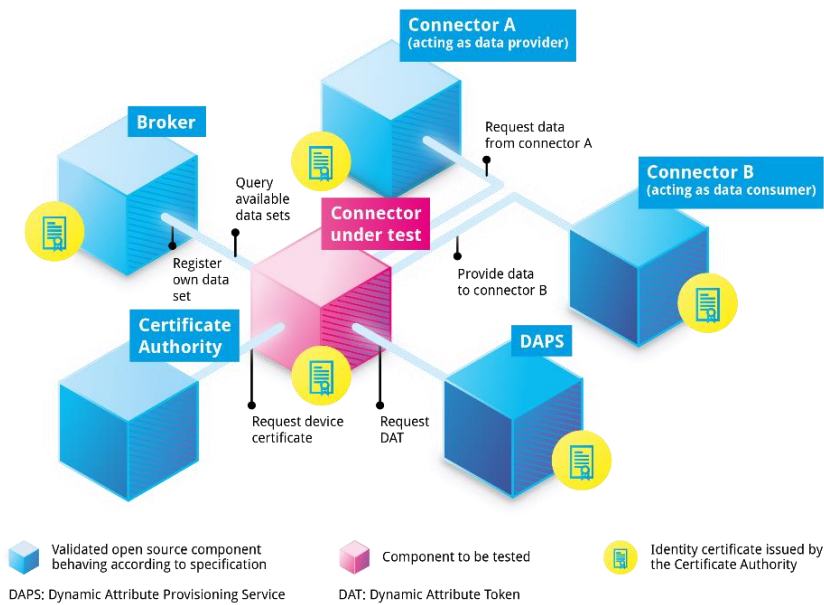 Connector A
(acting as data provider)
Broker
Request data
from connector A
Connector B
(acting as data consumer)
Query
available
data sets
Connector
under test
Register
own data
set
Provide data
to connector B
Certificate
Authority
DAPS
Request device
certificate
Request
DAT
Validated open source component
behaving according to specification
Component to be tested
Identity certificate issued by
the Certificate Authority
DAPS: Dynamic Attribute Provisioning Service
DAT: Dynamic Attribute Token